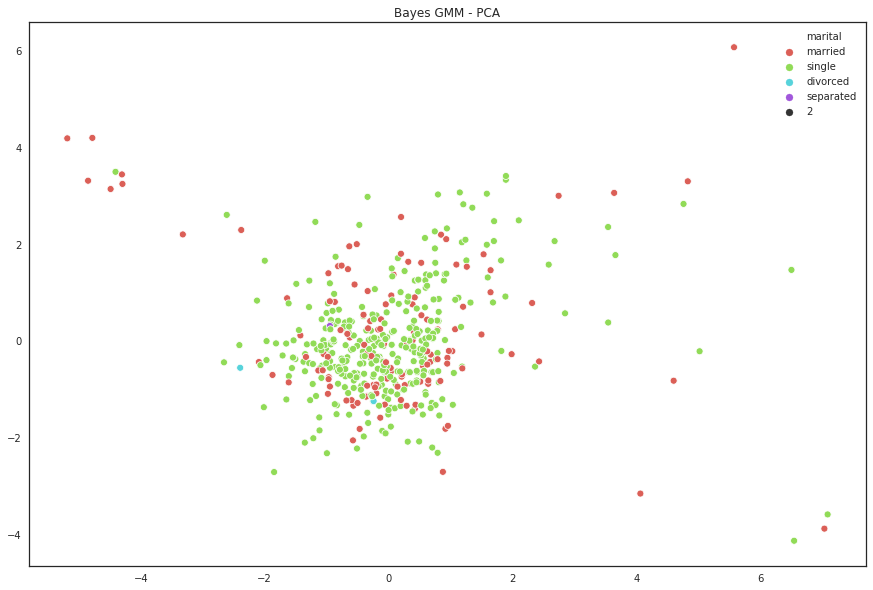 Bayes GMM - PCA
marital
married
single
divorced
separated
2
6
4
2
0
−2
−4
−4
−2
0
2
4
6